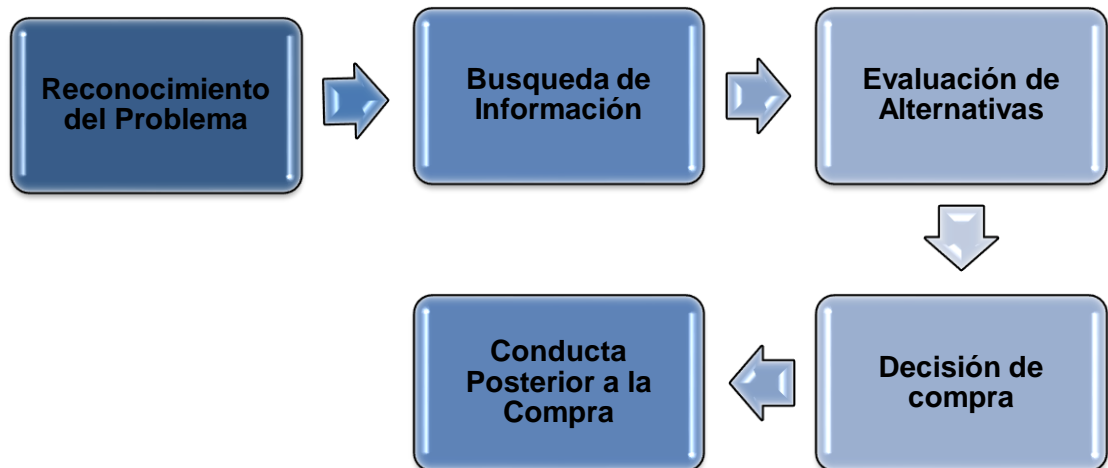 Reconocimiento
del Problema
Busqueda de
Información
Evaluación de
Alternativas
Decisión de
compra
Conducta
Posterior a la
Compra